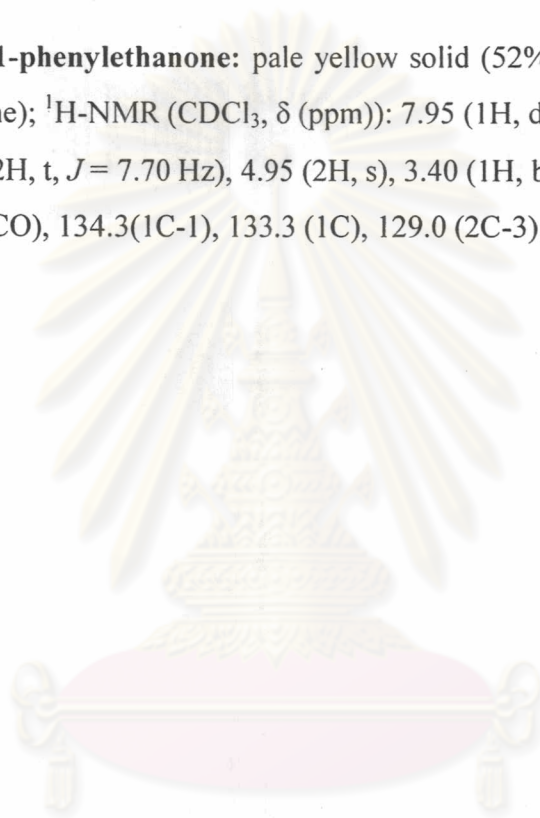 1-phenylethanone: pale yellow solid (52%
ne); ¹H-NMR (CDCl₃, δ (ppm)): 7.95 (1H, d
2H, t, J = 7.70 Hz), 4.95 (2H, s), 3.40 (1H, b
CO), 134.3(1C-1), 133.3 (1C), 129.0 (2C-3)